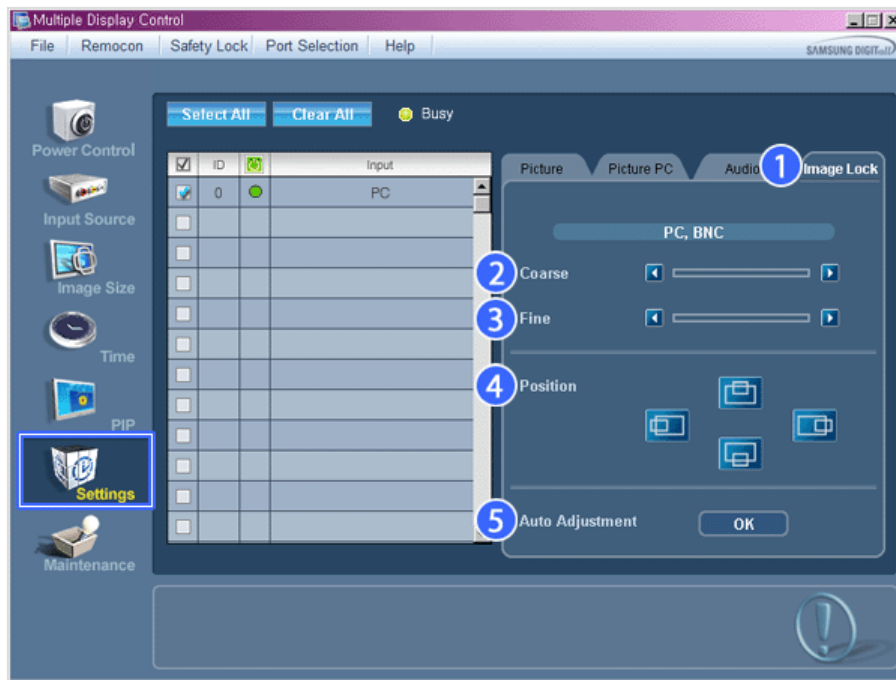 Multiple Display Control
File Remocon Safety Lock Port Selection Help
SAMSUNG DIGITall
Select All Clear All Busy
Power Control
Input Source
Image Size
Time
PIP
Settings
Maintenance
ID Input
0 PC
Picture Picture PC Audio 1 Image Lock
PC, BNC
2 Coarse
3 Fine
4 Position
5 Auto Adjustment OK